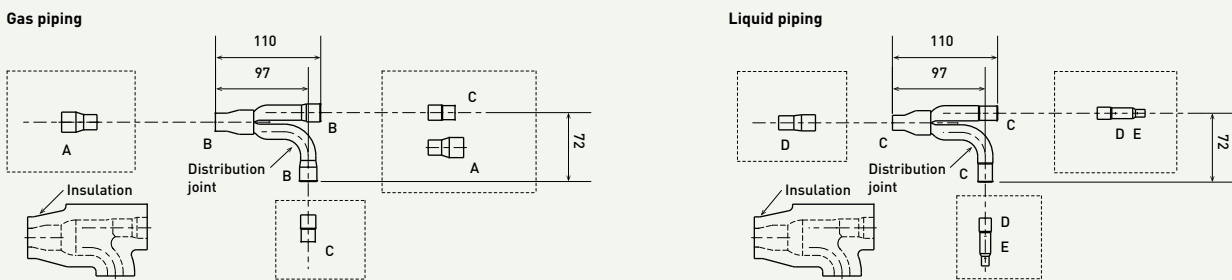 Gas piping
110
97
A
B
B
C
A
72
Distribution
joint
B
Insulation
C
Liquid piping
110
97
D
C
C
D E
72
Distribution
joint
C
Insulation
D
E